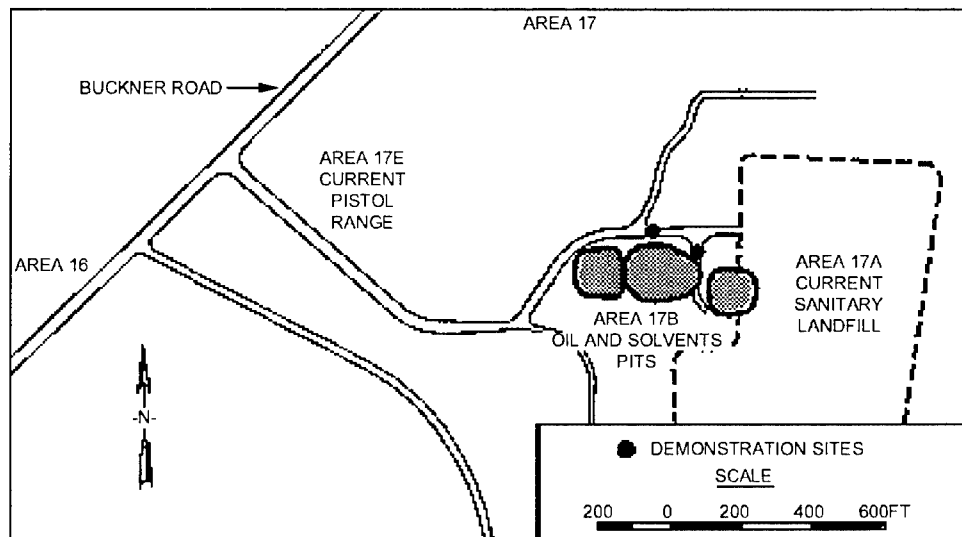 AREA 17
BUCKNER ROAD
AREA 17E
CURRENT
PISTOL
RANGE
AREA 16
AREA 17A
CURRENT
SANITARY
LANDFILL
AREA 17B
OIL AND SOLVENTS
PITS
-N-
DEMONSTRATION SITES
SCALE
200 0 200 400 600FT